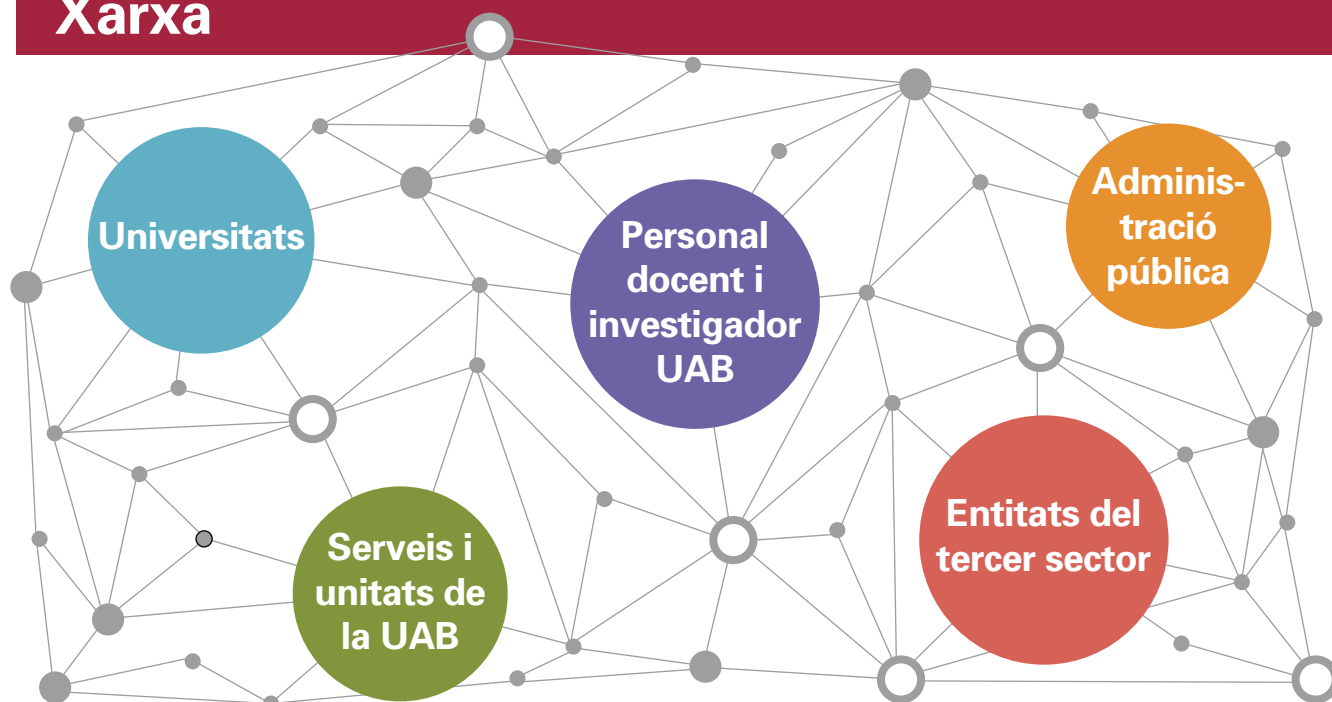 Xarxa
Universitats
Personal
docent i
investigador
UAB
Adminis-
tració
pública
Serveis i
unitats de
la UAB
Entitats del
tercer sector